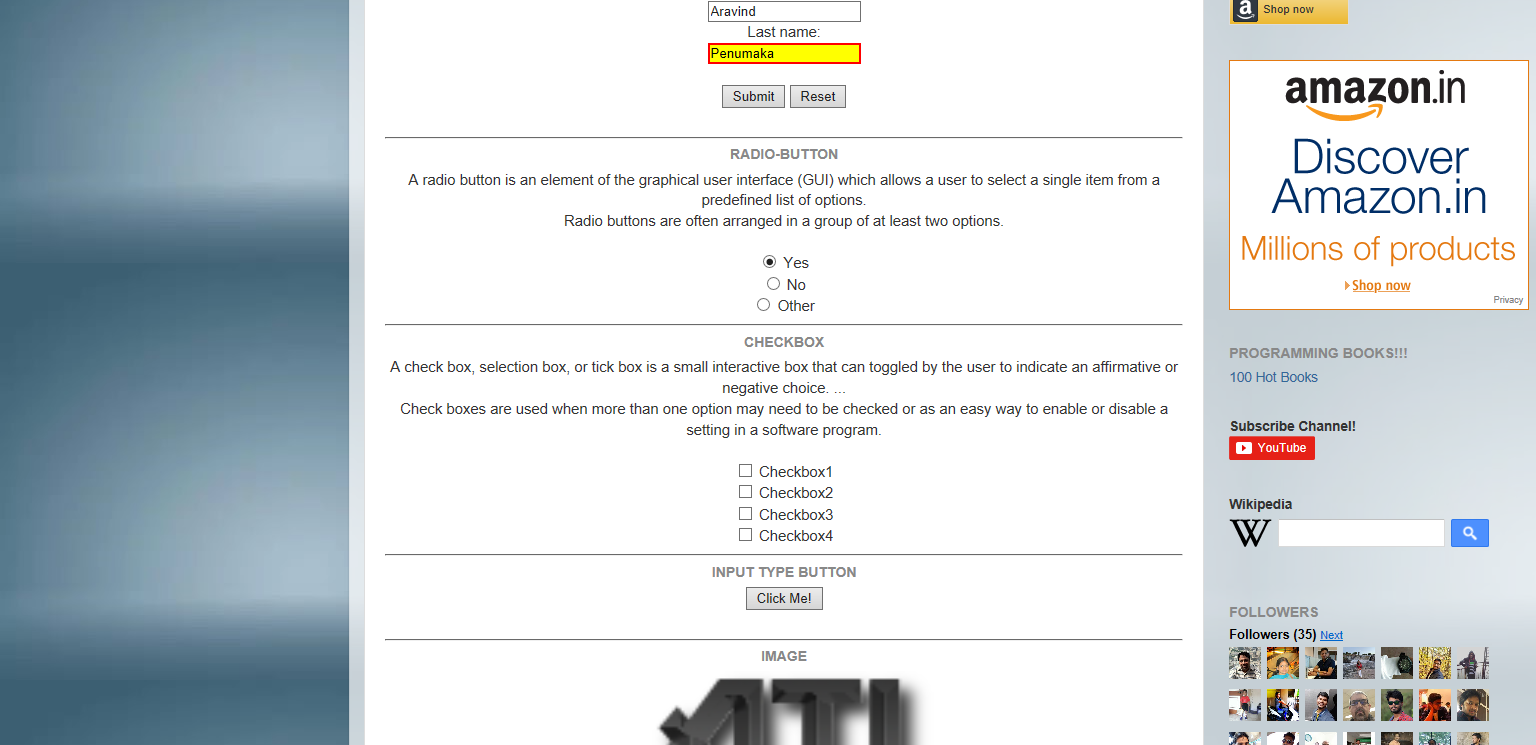 Aravind
Last name:
Penumaka
Submit Reset
RADIO-BUTTON
A radio button is an element of the graphical user interface (GUI) which allows a user to select a single item from a
predefined list of options.
Radio buttons are often arranged in a group of at least two options.
Yes
No
Other
CHECKBOX
A check box, selection box, or tick box is a small interactive box that can toggled by the user to indicate an affirmative or
negative choice. ...
Check boxes are used when more than one option may need to be checked or as an easy way to enable or disable a
setting in a software program.
Checkbox1
Checkbox2
Checkbox3
Checkbox4
INPUT TYPE BUTTON
Click Me!
IMAGE
ATI
a Shop now
amazon.in
Discover
Amazon.in
Millions of products
Shop now
Privacy
PROGRAMMING BOOKS!!!
100 Hot Books
Subscribe Channel!
YouTube
Wikipedia
W
FOLLOWERS
Followers (35) Next